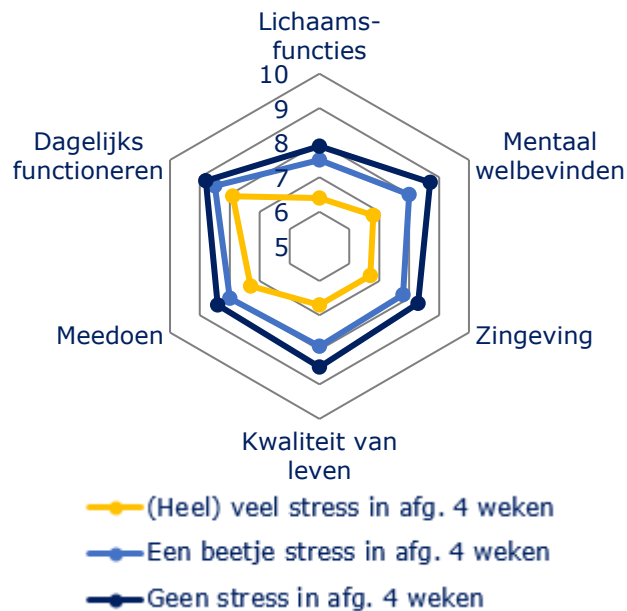 Lichaams-
functies
10
9
8
7
6
5
Mentaal
welbevinden
Dagelijks
functioneren
Zingeving
Meedoen
Kwaliteit van
leven
(Heel) veel stress in afg. 4 weken
Een beetje stress in afg. 4 weken
Geen stress in afg. 4 weken